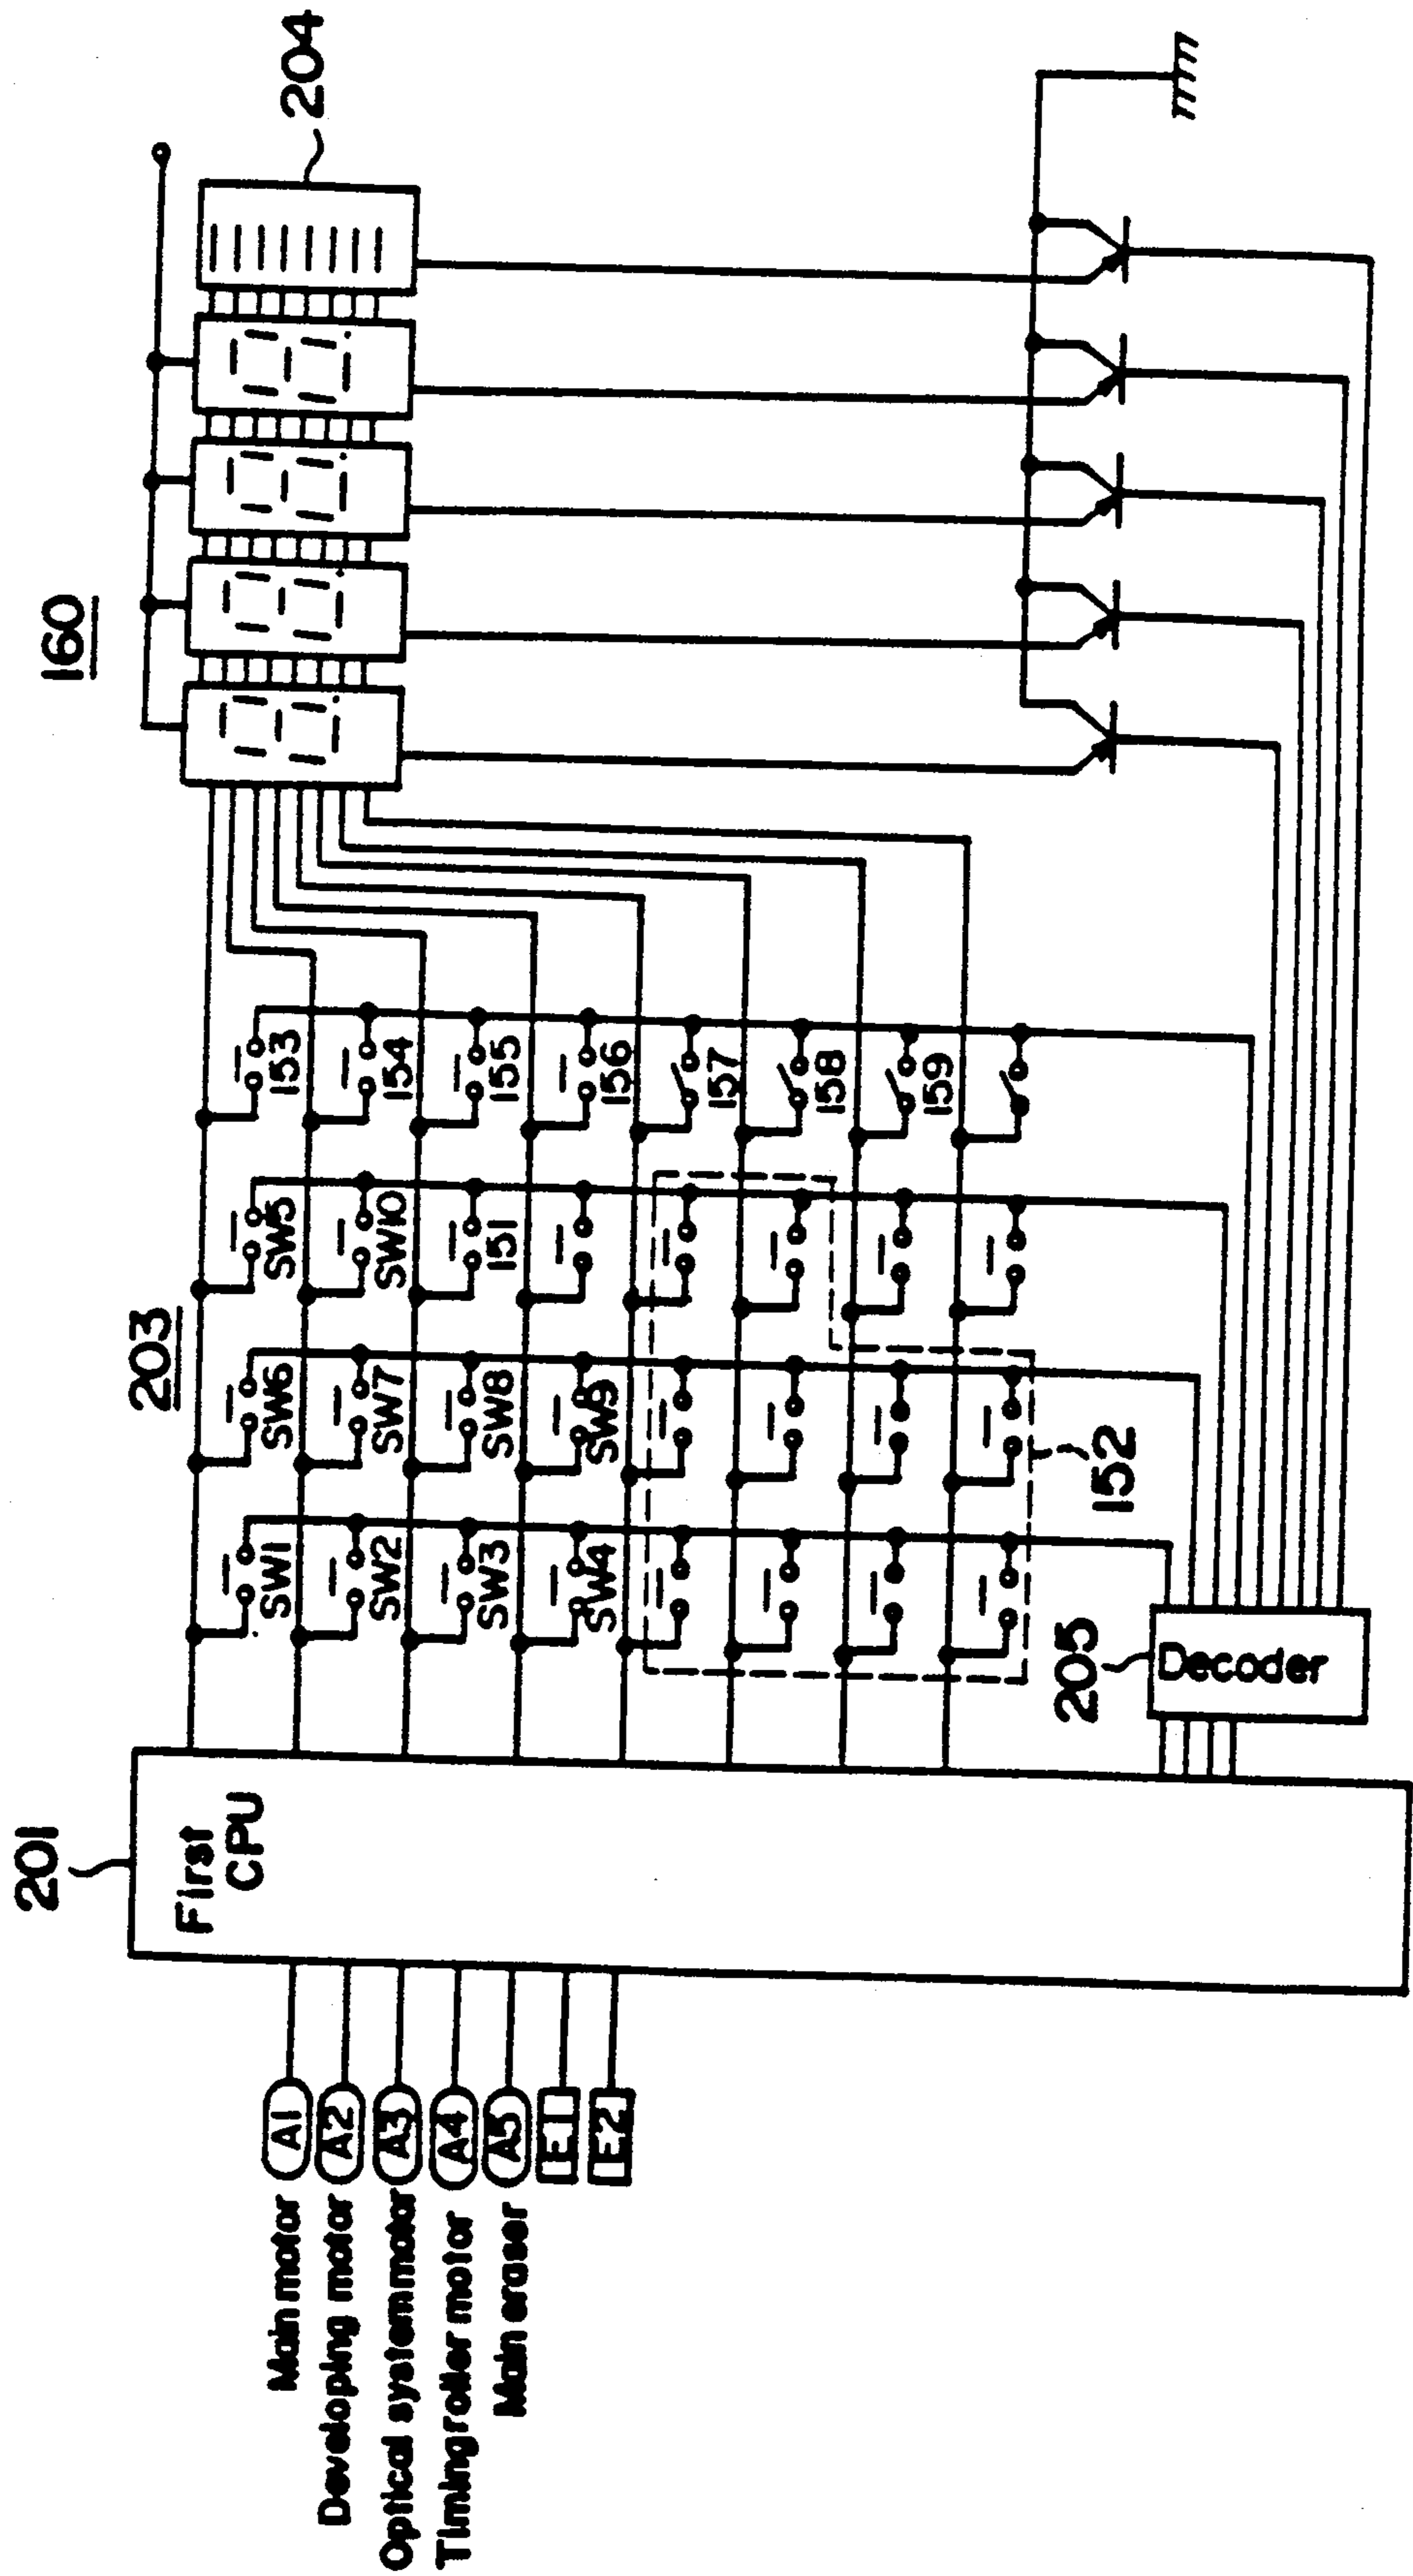 160
204
203
201
First
CPU
A1
A2
A3
A4
A5
E1
E2
Main motor
Developing motor
Optical system motor
Timing roller motor
Main eraser
SW1
SW6
SW5
153
SW2
SW7
SW10
154
SW3
SW8
151
155
SW4
SW9
156
157
158
159
152
205
Decoder